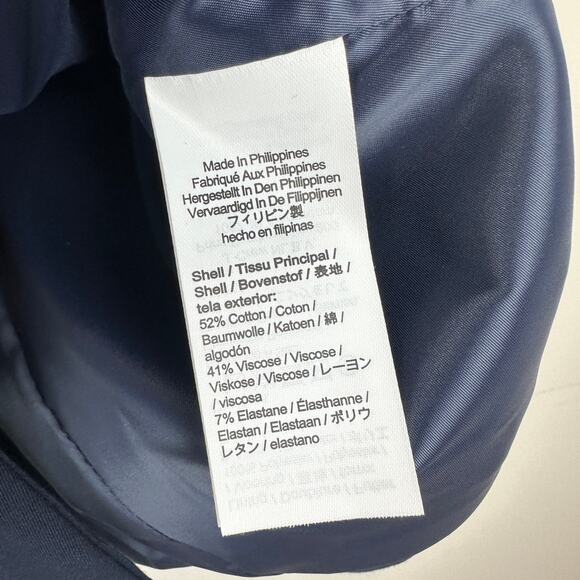 Made In Philippines
Fabriqué Aux Philippines
Hergestellt In Den Philippinen
Vervaardigd In De Filippijnen
フィリピン製
hecho en filipinas
Shell / Tissu Principal /
Shell / Bovenstof / 表地 /
tela exterior:
52% Cotton / Coton /
Baumwolle / Katoen / 綿 /
algodón
41% Viscose / Viscose /
Viskose / Viscose / レーヨン
/ viscosa
7% Elastane / Élasthanne /
Elastan / Elastaan / ポリウ
レタン / elastano